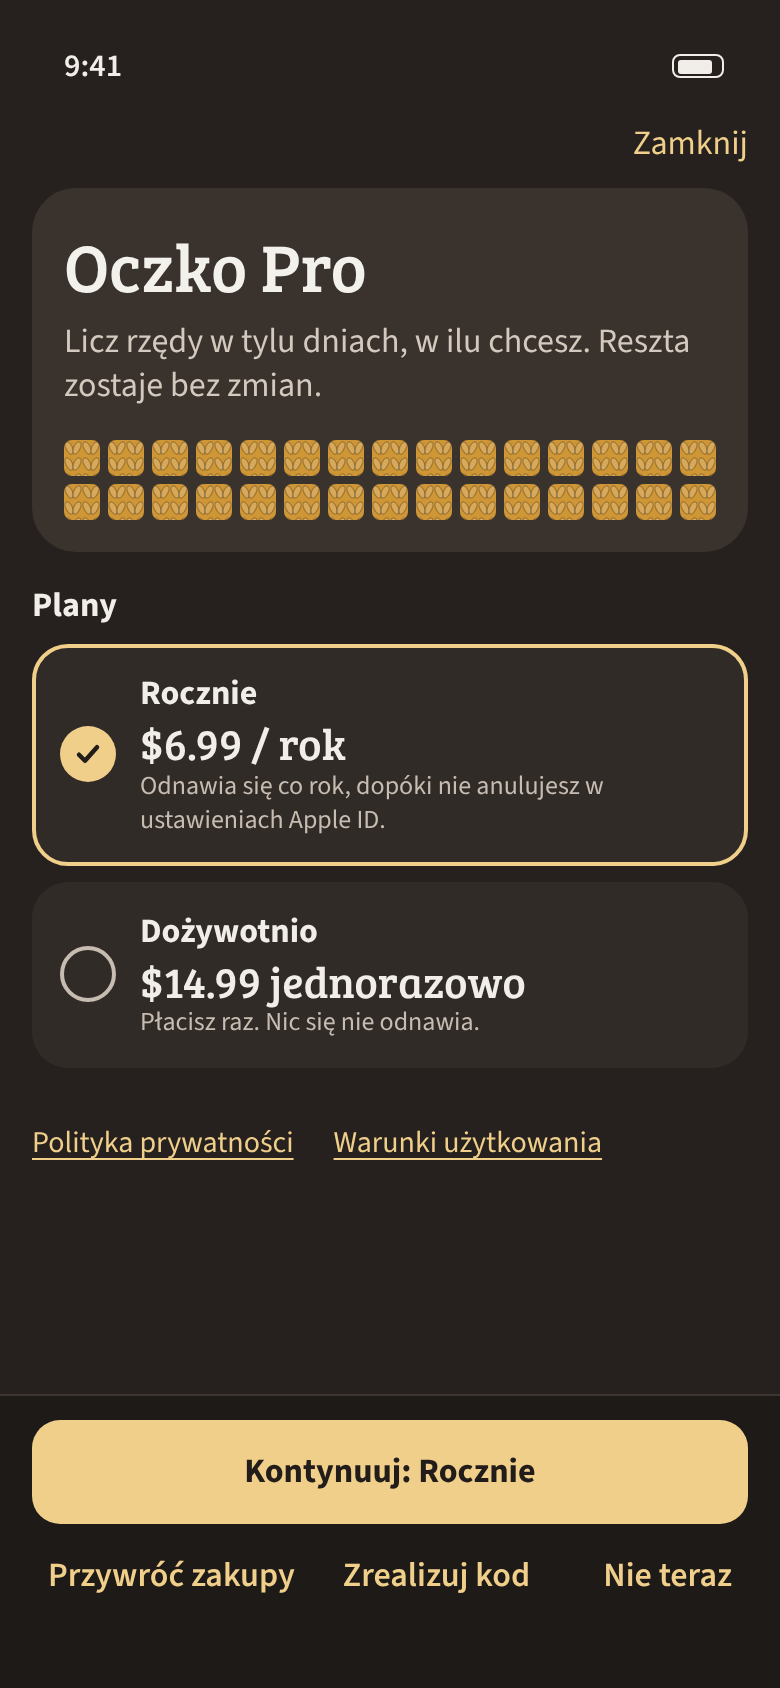 9:41
Zamknij
Oczko Pro
Licz rzędy w tylu dniach, w ilu chcesz. Reszta
zostaje bez zmian.
Plany
Rocznie
$6.99 / rok
Odnawia się co rok, dopóki nie anulujesz w
ustawieniach Apple ID.
Dożywotnio
$14.99 jednorazowo
Płacisz raz. Nic się nie odnawia.
Polityka prywatności Warunki użytkowania
Kontynuuj: Rocznie
Przywróć zakupy Zrealizuj kod Nie teraz